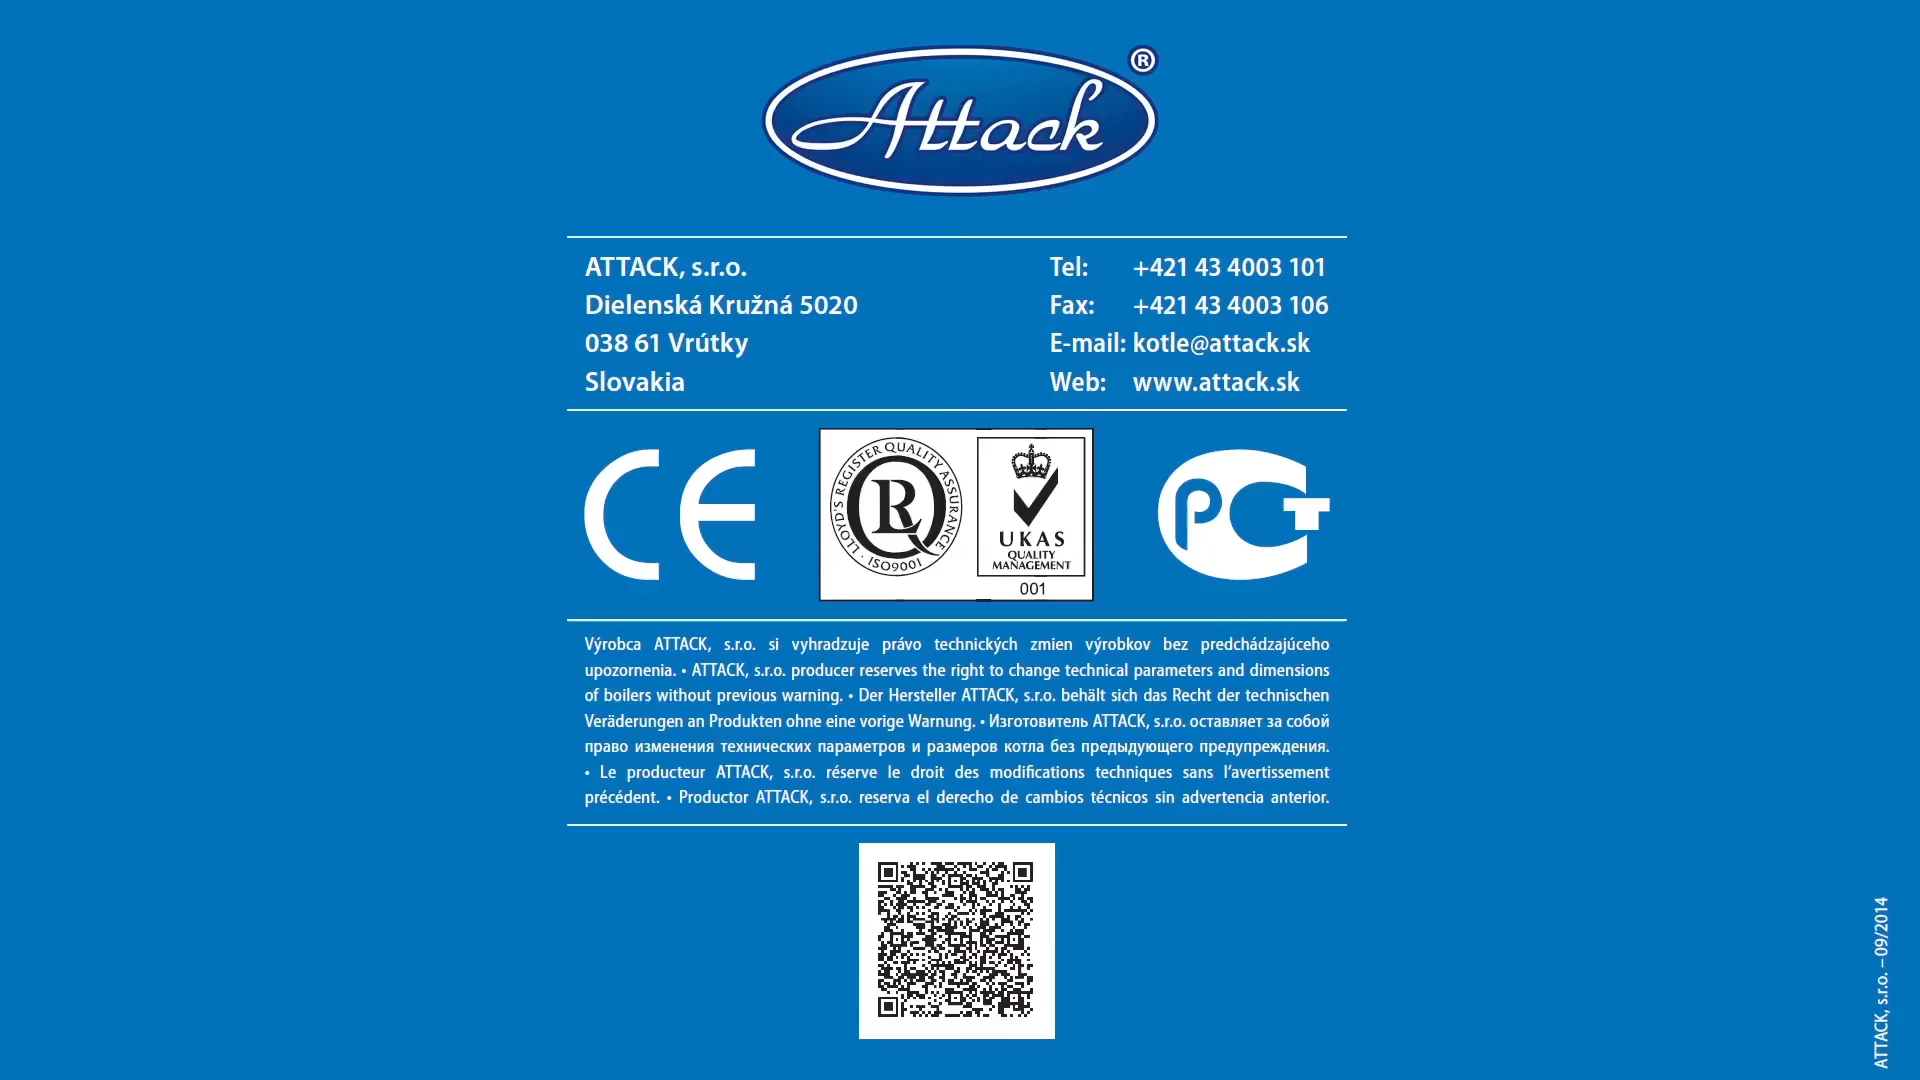 Attack®
ATTACK, s.r.o.
Dielenská Kružná 5020
038 61 Vrútky
Slovakia
Tel: +421 43 4003 101
Fax: +421 43 4003 106
E-mail: kotle@attack.sk
Web: www.attack.sk
CE
LLOYD'S REGISTER QUALITY ASSURANCE · ISO9001
LRQ
UKAS
QUALITY
MANAGEMENT
001
РСТ
Výrobca ATTACK, s.r.o. si vyhradzuje právo technických zmien výrobkov bez predchádzajúceho
upozornenia. • ATTACK, s.r.o. producer reserves the right to change technical parameters and dimensions
of boilers without previous warning. • Der Hersteller ATTACK, s.r.o. behält sich das Recht der technischen
Veräderungen an Produkten ohne eine vorige Warnung. • Изготовитель ATTACK, s.r.o. оставляет за собой
право изменения технических параметров и размеров котла без предыдующего предупреждения.
• Le producteur ATTACK, s.r.o. réserve le droit des modifications techniques sans l‘avertissement
précédent. • Productor ATTACK, s.r.o. reserva el derecho de cambios técnicos sin advertencia anterior.
ATTACK, s.r.o. – 09/2014